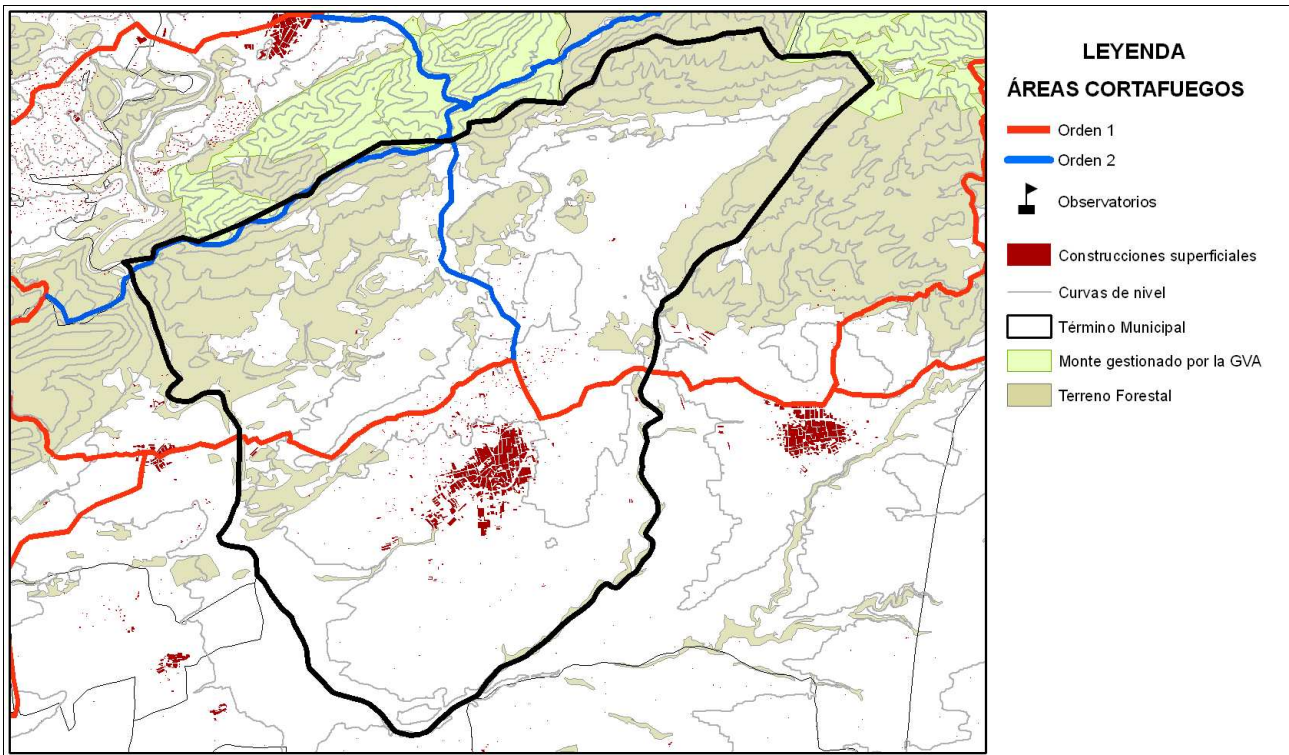 LEYENDA
ÁREAS CORTAFUEGOS
Orden 1
Orden 2
Observatorios
Construcciones superficiales
Curvas de nivel
Término Municipal
Monte gestionado por la GVA
Terreno Forestal